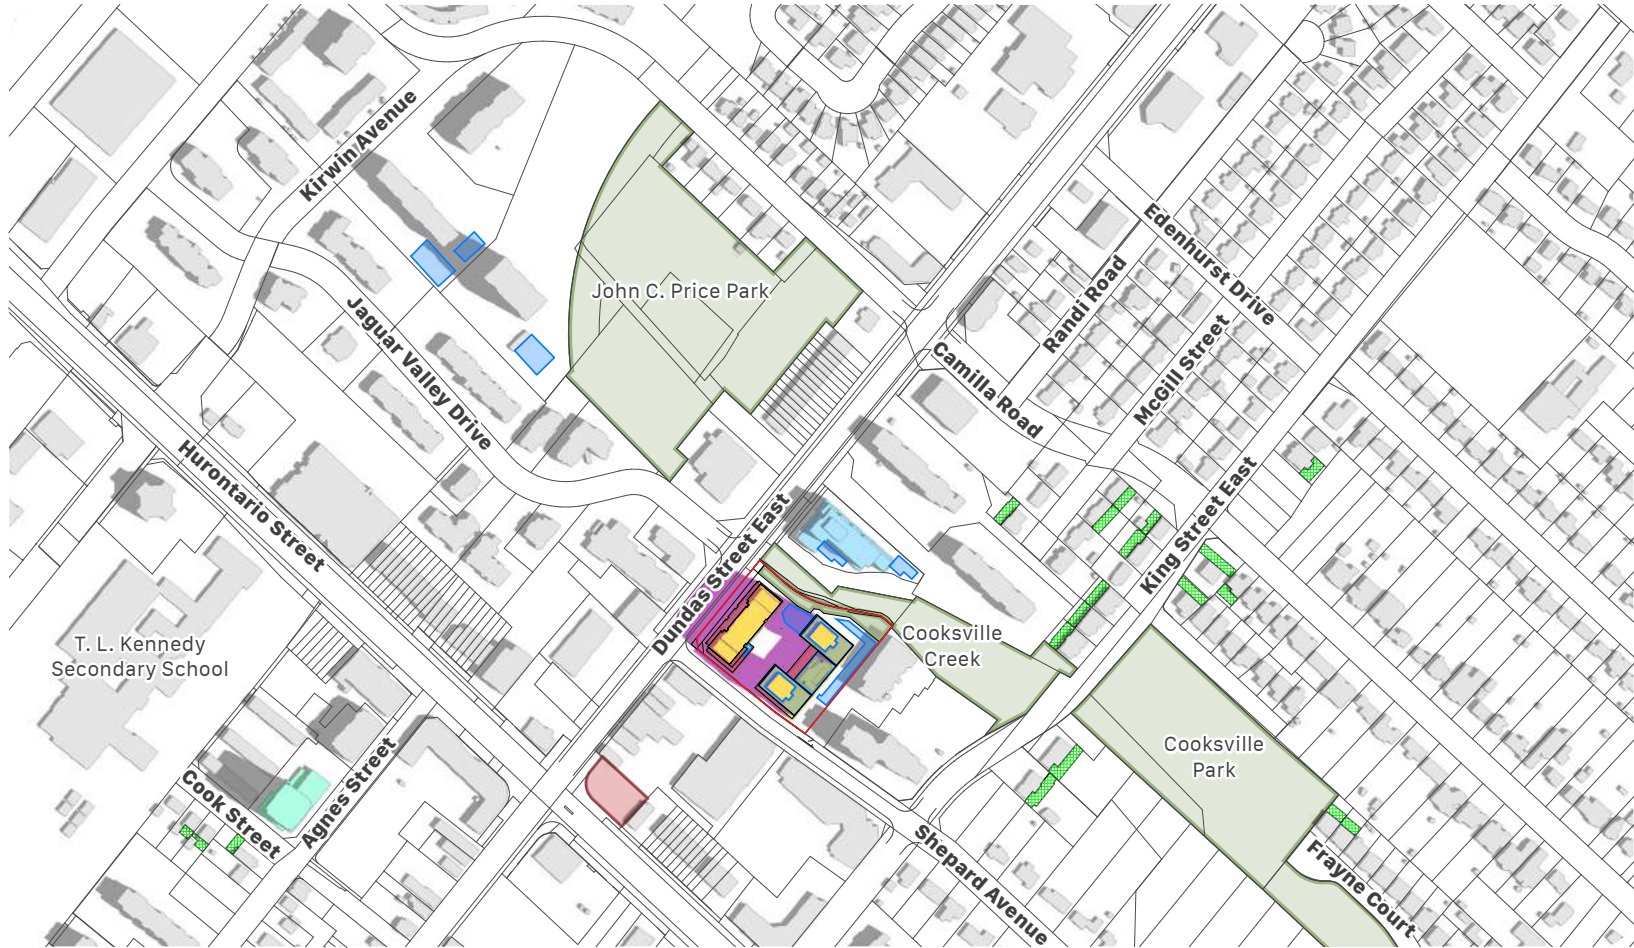 Kirwin Avenue
John C. Price Park
Edenhurst Drive
Randi Road
Jaguar Valley Drive
McGill Street
Camilla Road
Hurontario Street
Dundas Street East
King Street East
T. L. Kennedy
Secondary School
Cooksville
Creek
Cooksville
Park
Cook Street
Agnes Street
Shepard Avenue
Frayne Court